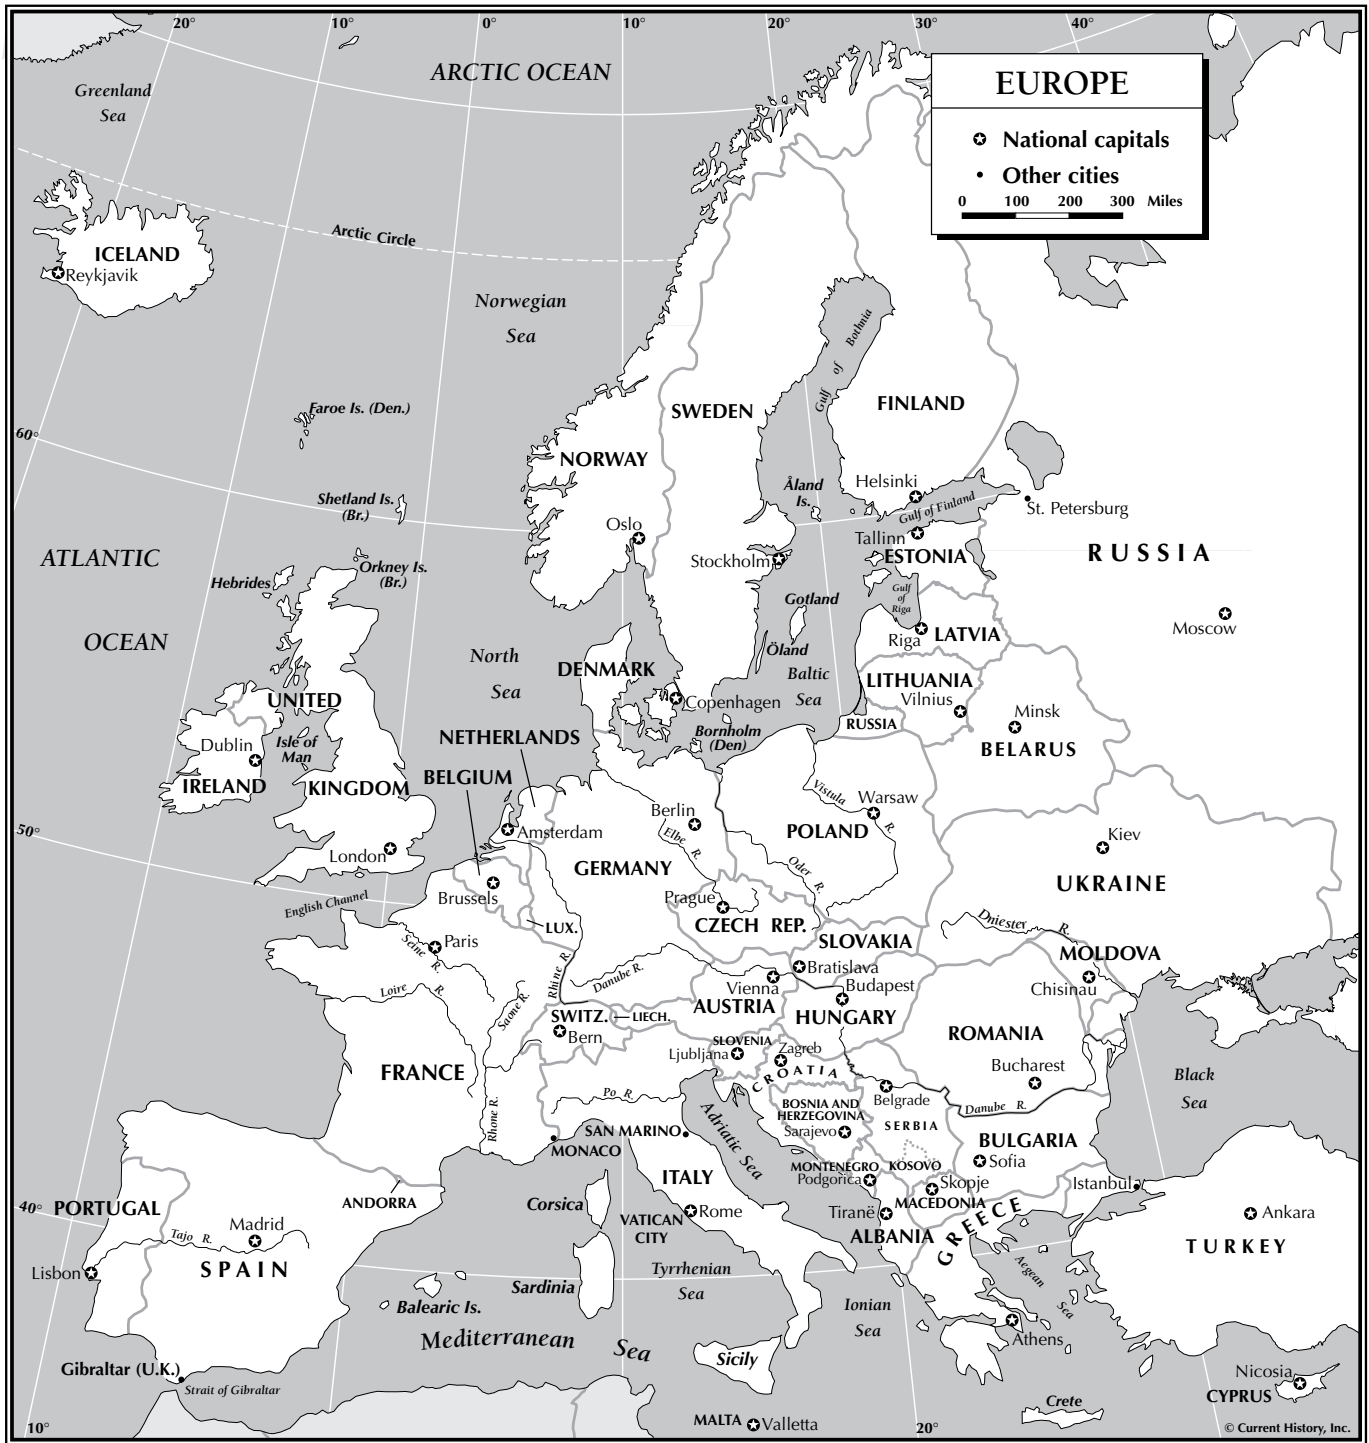 20°
10°
0°
10°
20°
30°
40°
ARCTIC OCEAN
Greenland
Sea
EUROPE
National capitals
Other cities
0 100 200 300 Miles
Arctic Circle
ICELAND
Reykjavik
Norwegian
Sea
Gulf of Bothnia
Faroe Is. (Den.)
SWEDEN
FINLAND
60°
NORWAY
Shetland Is.
(Br.)
Åland
Is.
Helsinki
Gulf of Finland
St. Petersburg
Oslo
Tallinn
ESTONIA
RUSSIA
Stockholm
ATLANTIC
OCEAN
Orkney Is.
(Br.)
Hebrides
Gotland
Gulf
of
Riga
Moscow
Riga
LATVIA
Öland
Baltic
Sea
North
Sea
DENMARK
Copenhagen
LITHUANIA
Vilnius
RUSSIA
Minsk
BELARUS
UNITED
KINGDOM
Isle of
Man
Dublin
IRELAND
Bornholm
(Den)
NETHERLANDS
BELGIUM
Vistula R.
Warsaw
POLAND
Berlin
Elbe R.
Oder R.
Amsterdam
GERMANY
50°
London
Kiev
UKRAINE
English Channel
Brussels
Prague
CZECH REP.
LUX.
SLOVAKIA
Dniester R.
Seine R.
Paris
MOLDOVA
Chisinau
Rhine R.
Danube R.
Bratislava
Vienna
AUSTRIA
Budapest
HUNGARY
Loire R.
Saone R.
SWITZ.
LIECH.
Bern
ROMANIA
Bucharest
SLOVENIA
Ljubljana
Zagreb
CROATIA
FRANCE
Black
Sea
Po R.
Belgrade
Danube R.
BOSNIA AND
HERZEGOVINA
Sarajevo
SERBIA
Rhone R.
Adriatic Sea
SAN MARINO
MONACO
BULGARIA
Sofia
ITALY
MONTENEGRO
Podgorica
KOSOVO
Skopje
MACEDONIA
Istanbul
ANDORRA
Corsica
PORTUGAL
40°
Madrid
Tajo R.
Rome
VATICAN
CITY
Tiranë
ALBANIA
GREECE
Ankara
TURKEY
Lisbon
SPAIN
Sardinia
Tyrrhenian
Sea
Aegean Sea
Balearic Is.
Ionian
Sea
Mediterranean Sea
Athens
Sicily
Gibraltar (U.K.)
Strait of Gibraltar
Nicosia
CYPRUS
Crete
MALTA
Valletta
10°
20°
© Current History, Inc.